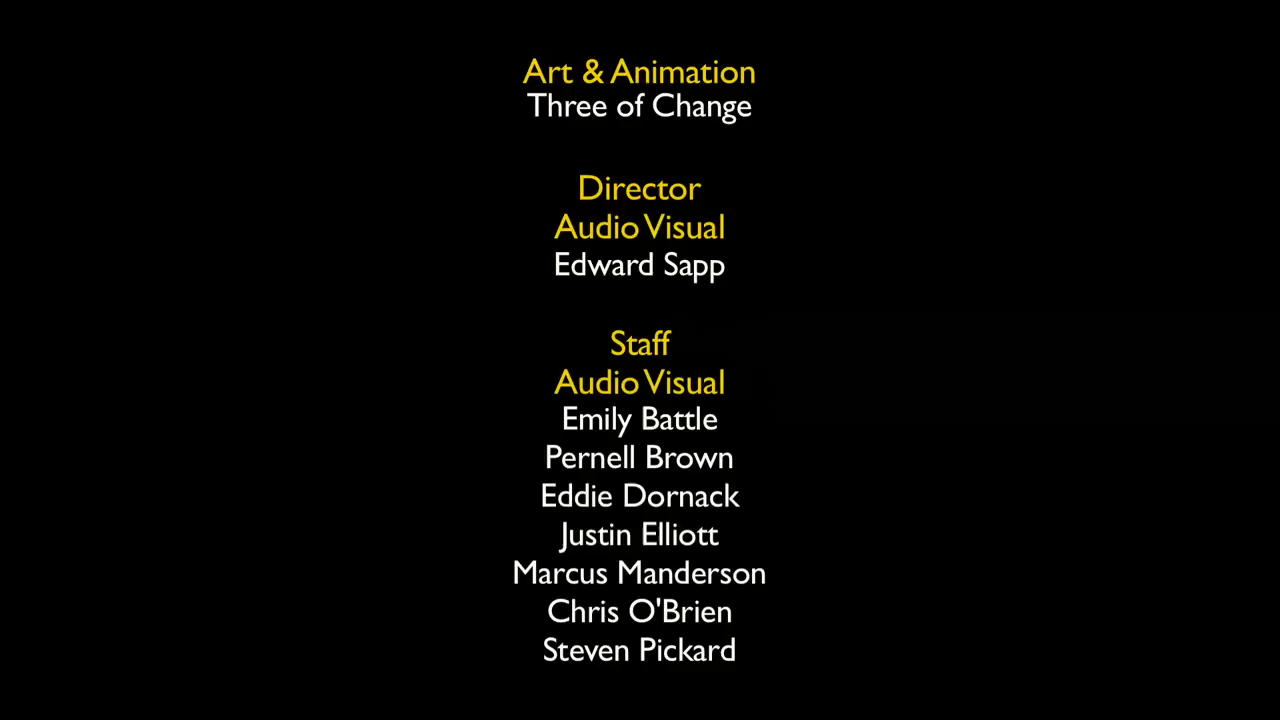 Art & Animation
Three of Change
Director
Audio Visual
Edward Sapp
Staff
Audio Visual
Emily Battle
Pernell Brown
Eddie Dornack
Justin Elliott
Marcus Manderson
Chris O'Brien
Steven Pickard